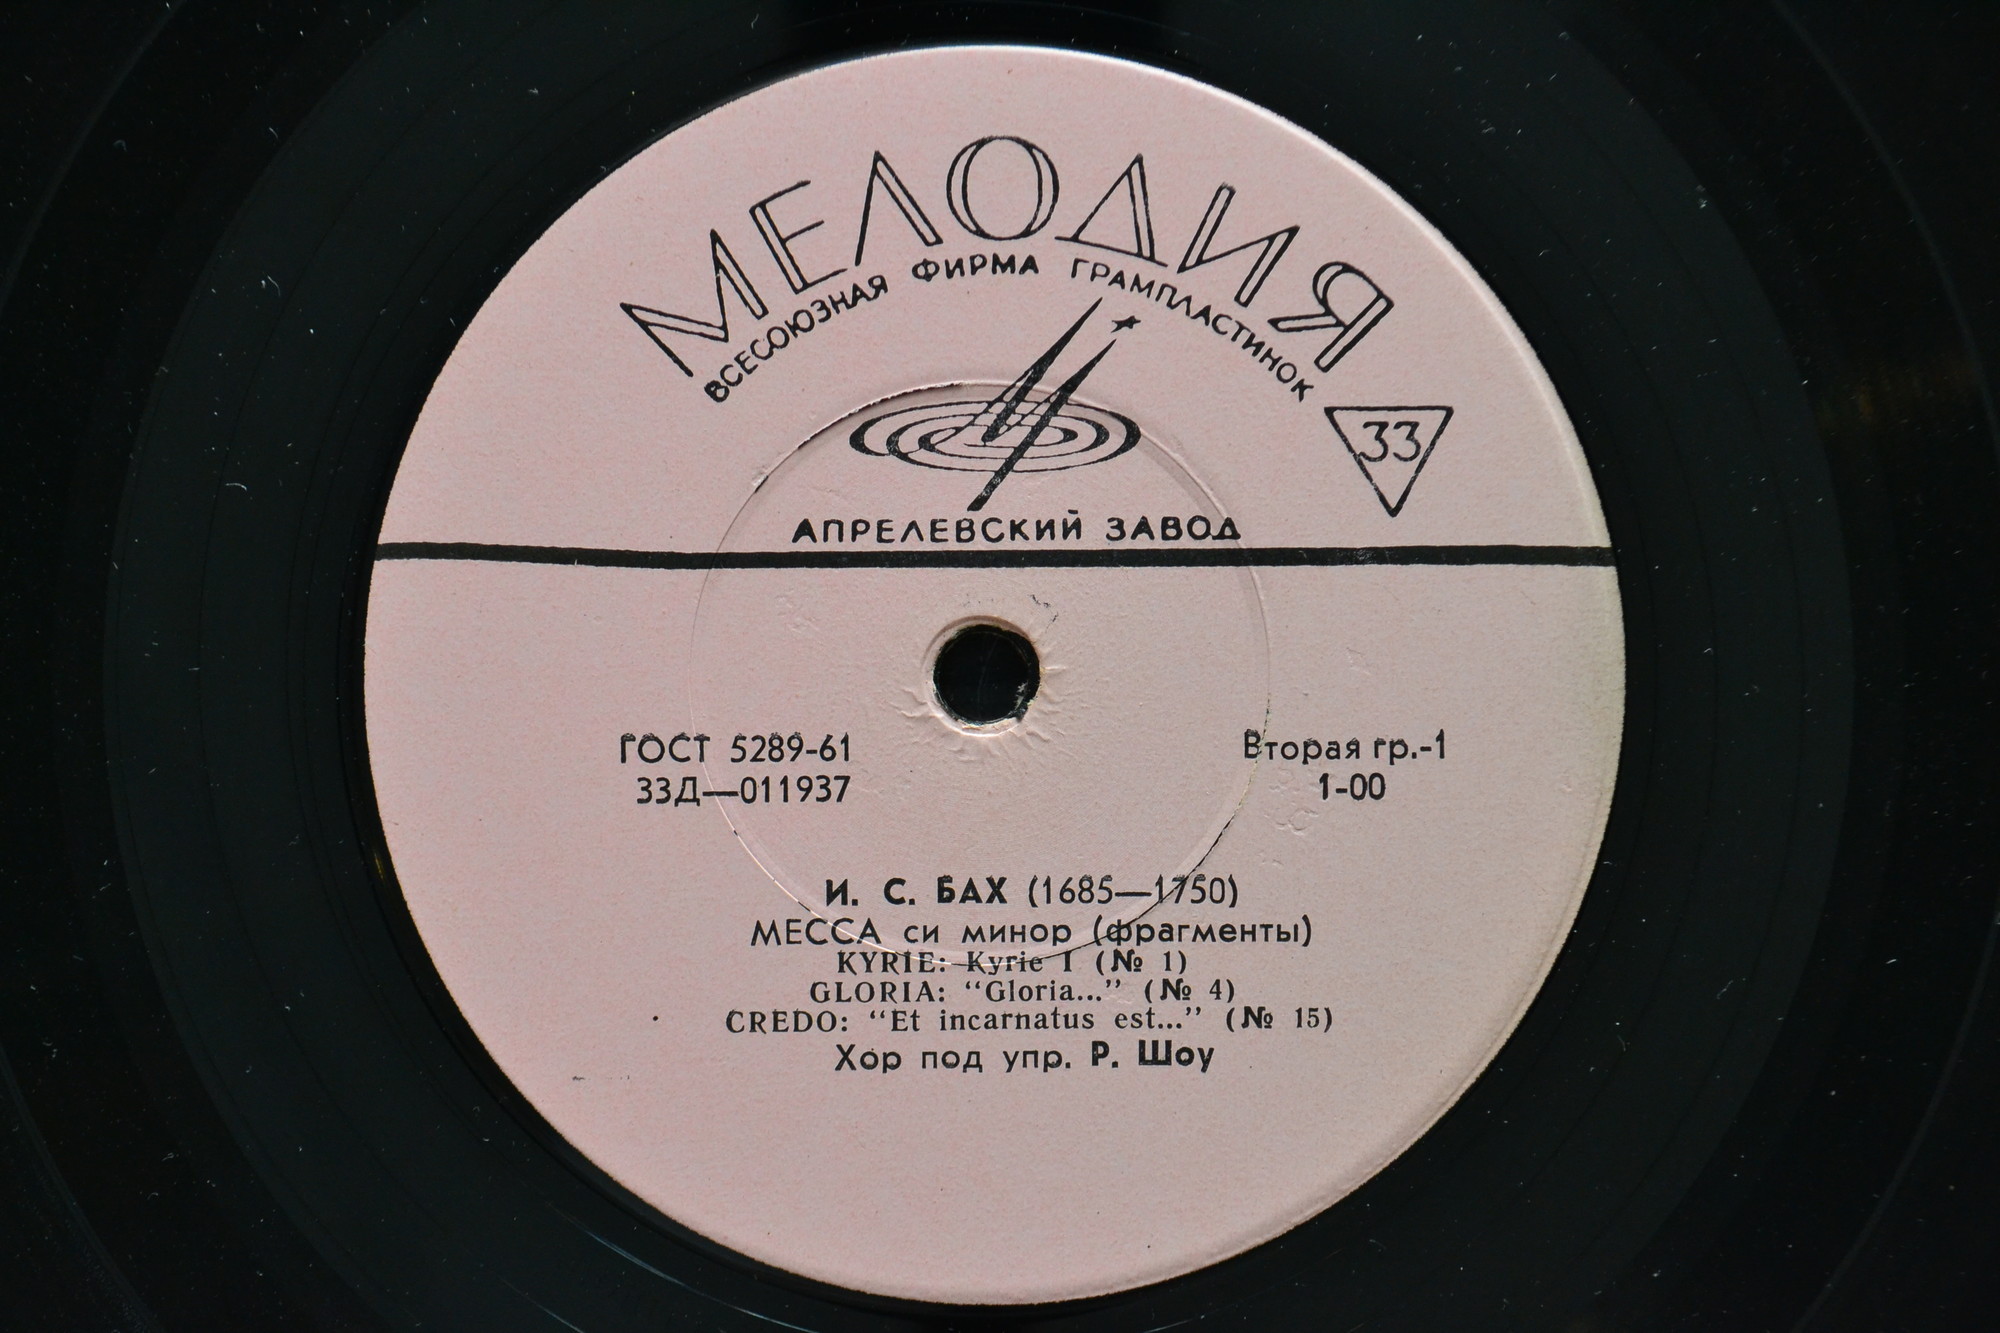 МЕЛОДИЯ
ВСЕСОЮЗНАЯ ФИРМА ГРАМПЛАСТИНОК
33
АПРЕЛЕВСКИЙ ЗАВОД
ГОСТ 5289-61
33Д—011937
Вторая гр.-1
1-00
И. С. БАХ (1685—1750)
МЕССА си минор (фрагменты)
KYRIE: Kyrie I (№ 1)
GLORIA: “Gloria...” (№ 4)
CREDO: “Et incarnatus est...” (№ 15)
Хор под упр. Р. Шоу